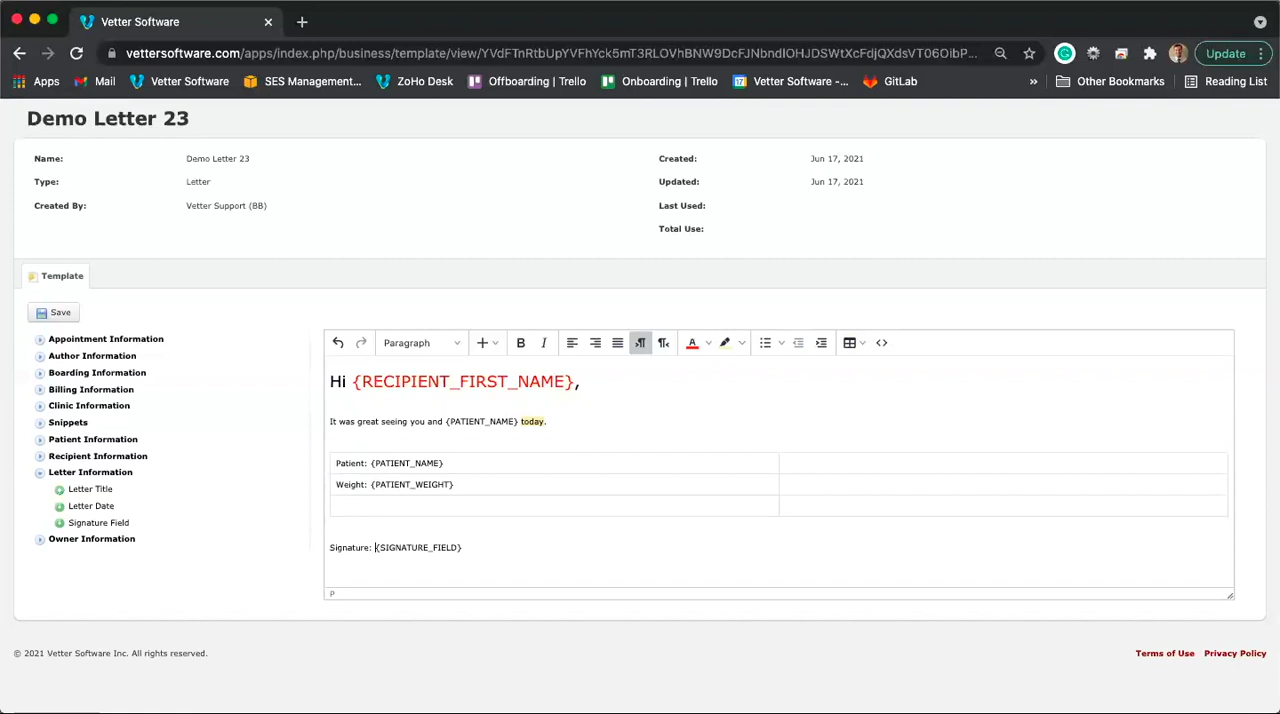 Vetter Software
vettersoftware.com/apps/index.php/business/template/view/YVdFTnRtbUpYVFhYck5mT3RLOVhBNW9DcFJNbndIOHJDSWtXcFdjQXdsVT06OibP...
Update
Apps
Mail
Vetter Software
SES Management...
ZoHo Desk
Offboarding | Trello
Onboarding | Trello
Vetter Software -...
GitLab
»
Other Bookmarks
Reading List
Demo Letter 23
Name: Demo Letter 23 Created: Jun 17, 2021
Type: Letter Updated: Jun 17, 2021
Created By: Vetter Support (BB) Last Used:
Total Use:
Template
Save
Appointment Information
Author Information
Boarding Information
Billing Information
Clinic Information
Snippets
Patient Information
Recipient Information
Letter Information
Letter Title
Letter Date
Signature Field
Owner Information
Paragraph B I A
Hi {RECIPIENT_FIRST_NAME},
It was great seeing you and {PATIENT_NAME} today.
Patient: {PATIENT_NAME}
Weight: {PATIENT_WEIGHT}
Signature: {SIGNATURE_FIELD}
P
© 2021 Vetter Software Inc. All rights reserved.
Terms of Use Privacy Policy